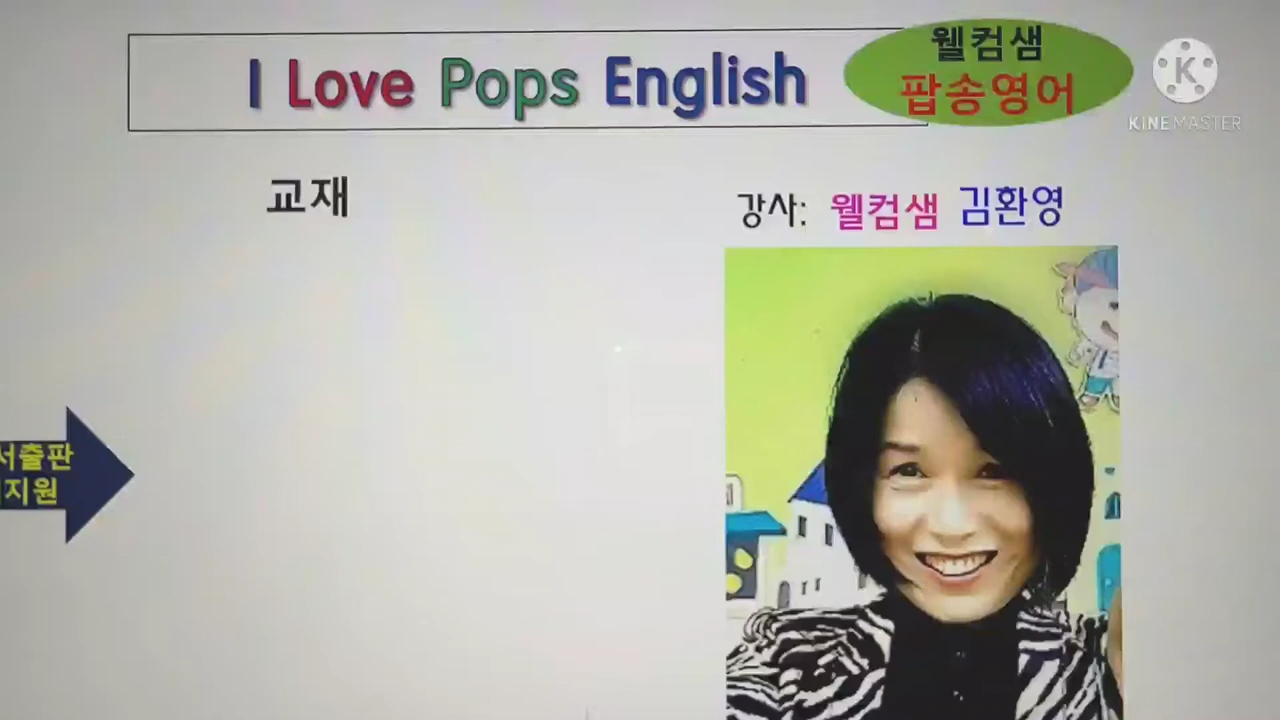 I Love Pops English
웰컴샘
팝송영어
KINEMASTER
교재
강사: 웰컴샘 김환영
서출판
지원